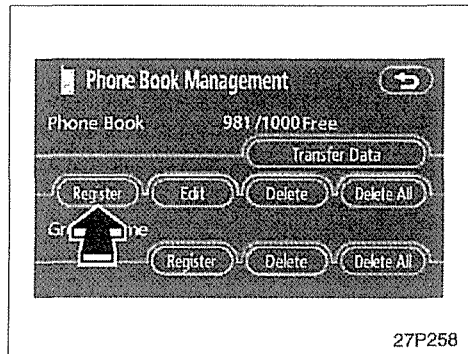 Phone Book Management
Phone Book 981/1000 Free
Transfer Data
Register Edit Delete Delete All
Register Delete Delete All
27P258